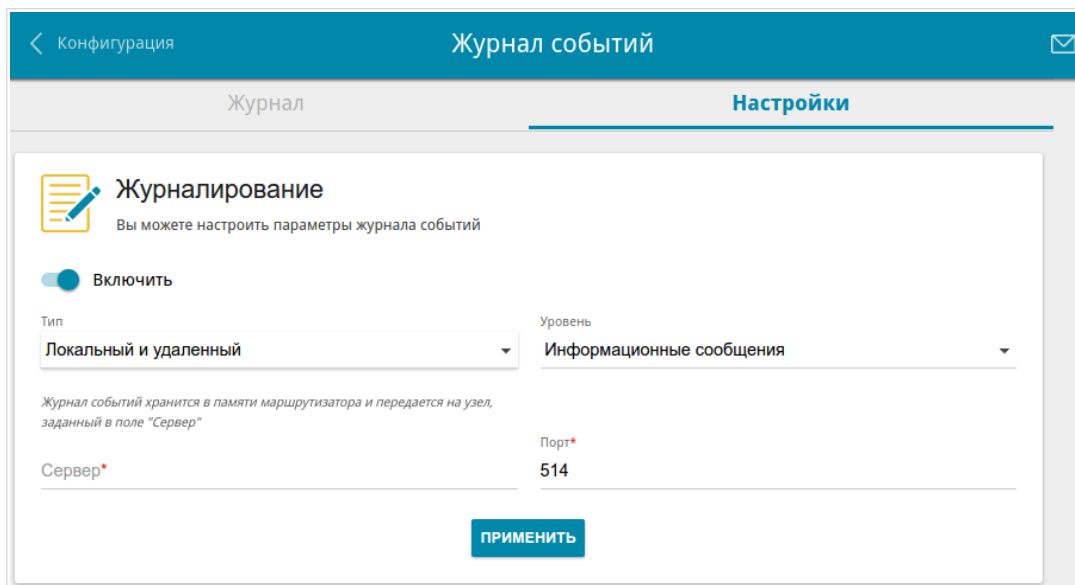 Конфигурация
Журнал событий
Журнал
Настройки
Журналирование
Вы можете настроить параметры журнала событий
Включить
Тип
Локальный и удаленный
Уровень
Информационные сообщения
Журнал событий хранится в памяти маршрутизатора и передается на узел,
заданный в поле "Сервер"
Сервер*
Порт*
514
ПРИМЕНИТЬ